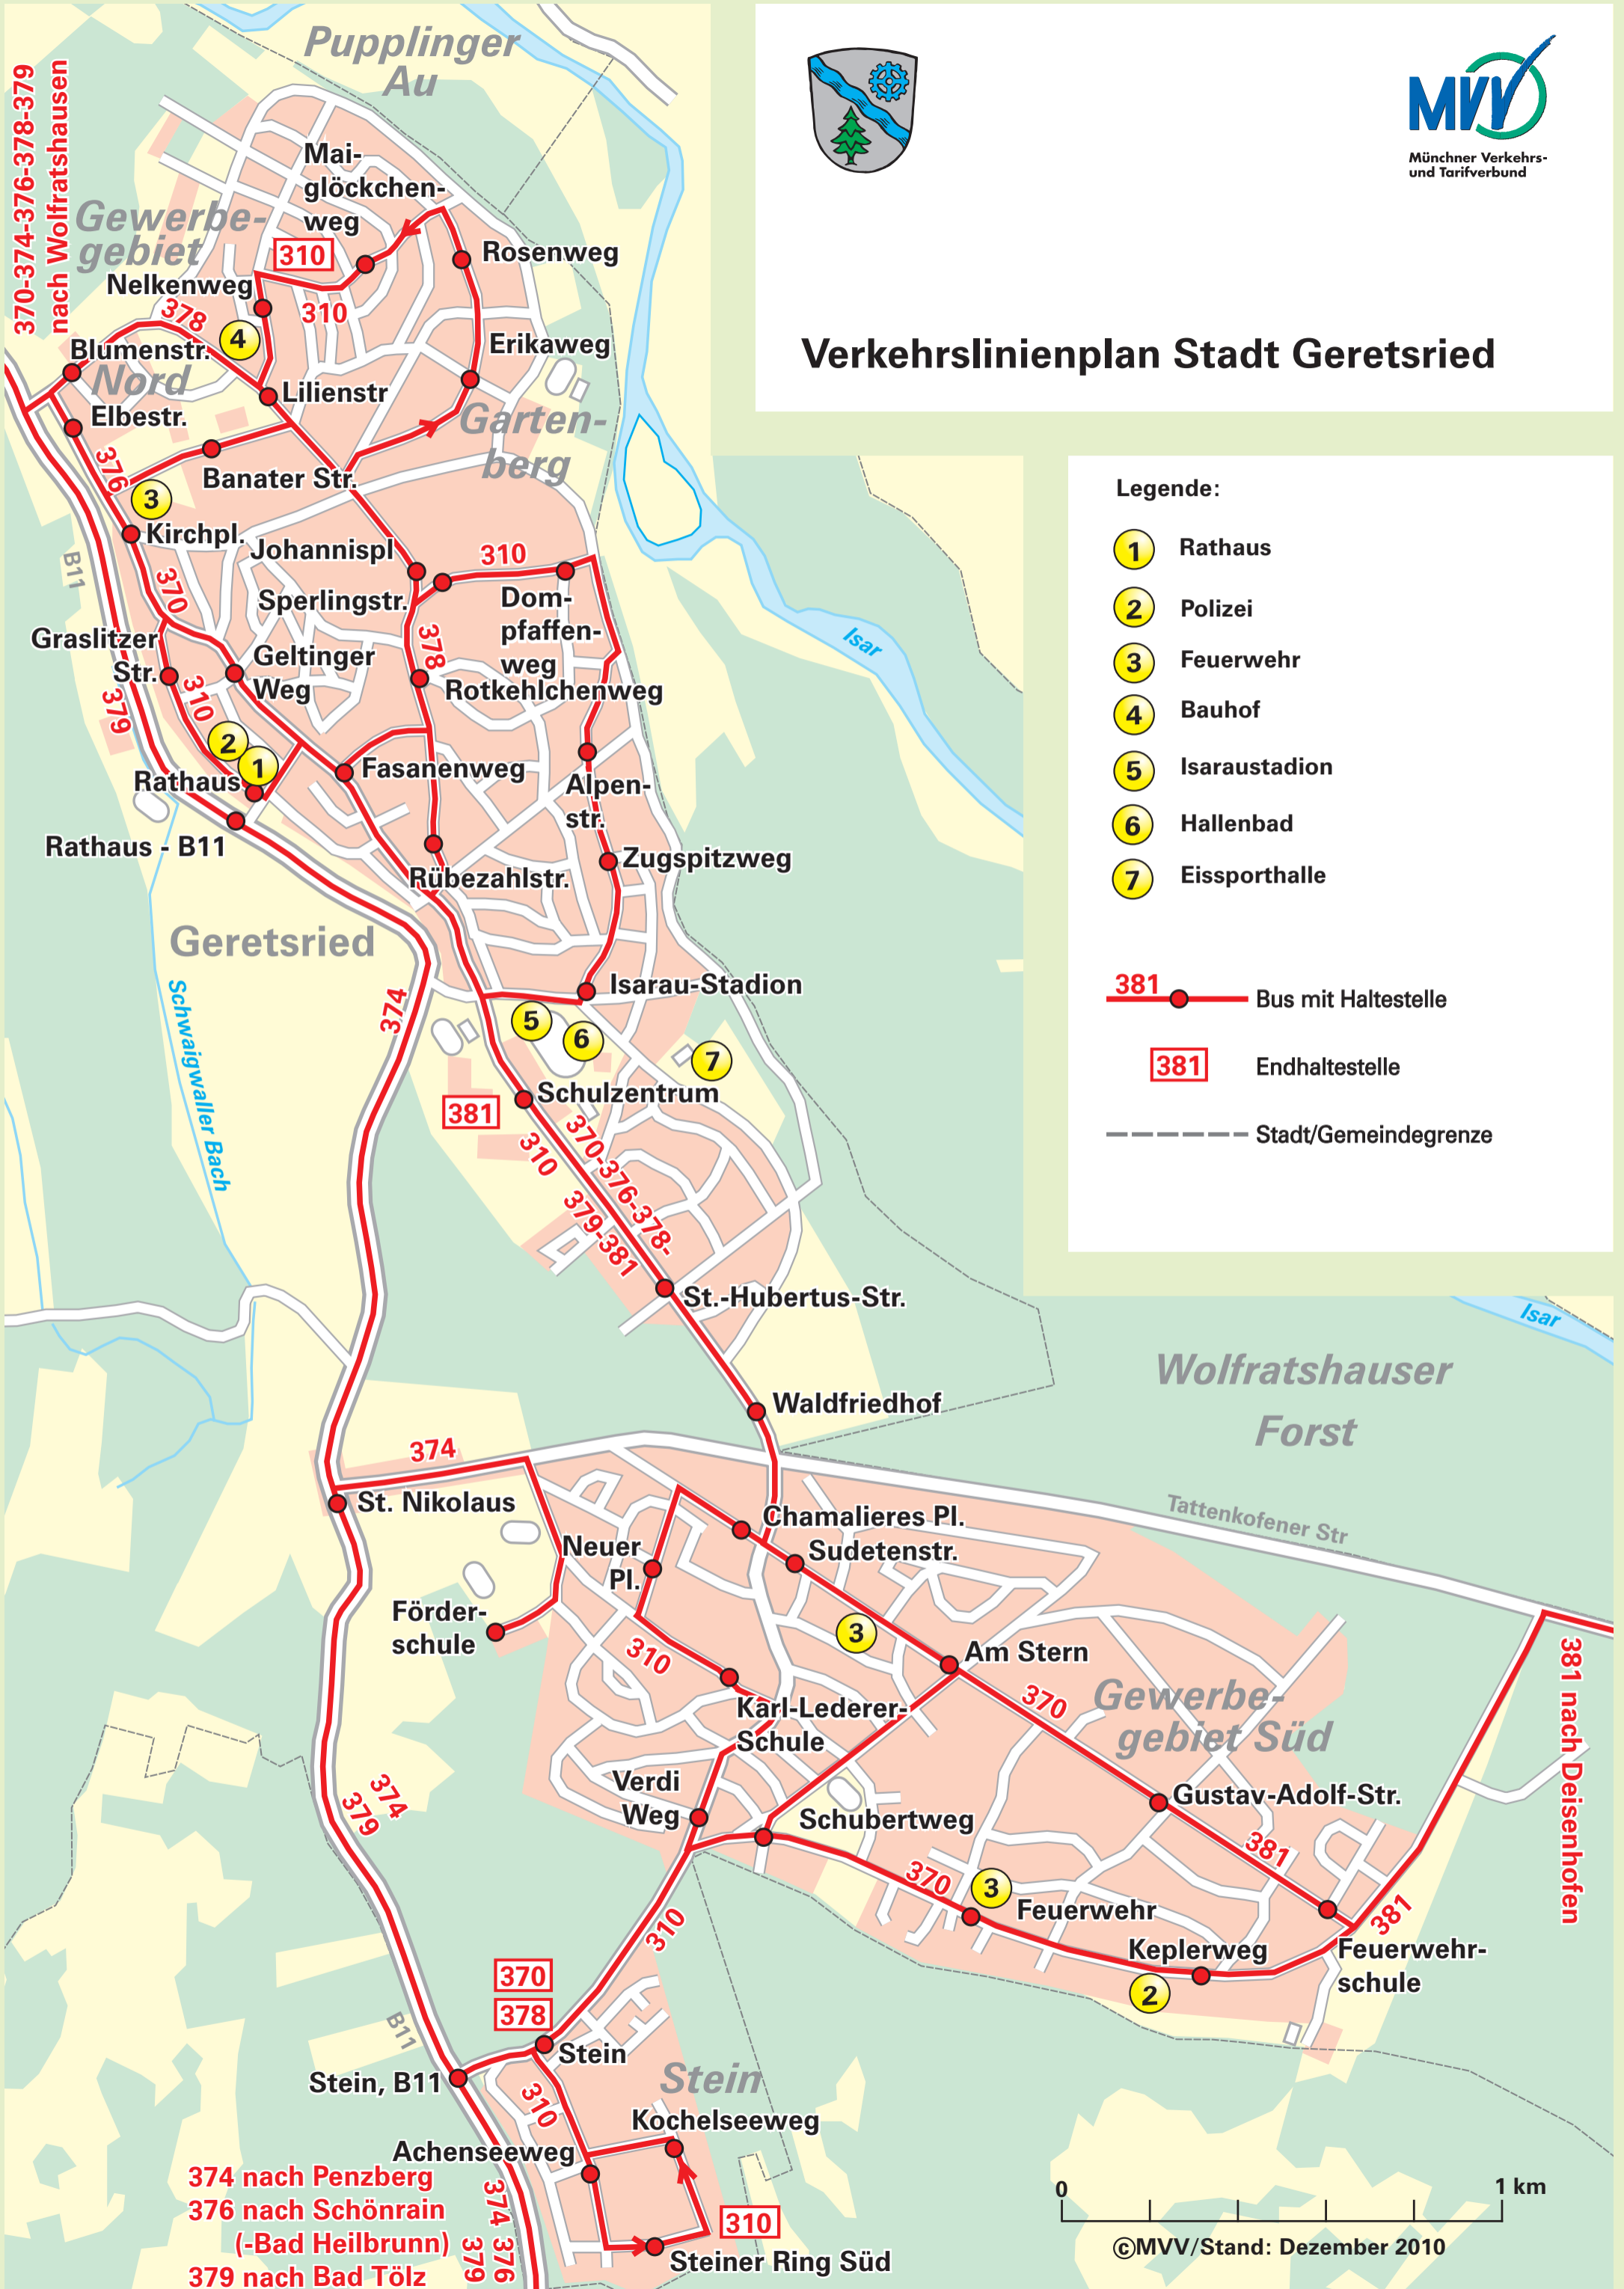 Pupplinger
Au
370-374-376-378-379
nach Wolfratshausen
MVV
Münchner Verkehrs-
und Tarifverbund
Verkehrslinienplan Stadt Geretsried
Mai-
glöckchen-
weg
Gewerbe-
gebiet
Nord
310
Rosenweg
Nelkenweg
310
378
4
Erikaweg
Blumenstr.
Lilienstr
Elbestr.
Garten-
berg
376
Banater Str.
3
Kirchpl.
Johannispl
310
B11
370
Sperlingstr.
Dom-
pfaffen-
weg
378
Graslitzer
Str.
Geltinger
Weg
Rotkehlchenweg
310
379
2
1
Rathaus
Fasanenweg
Alpen-
str.
Rathaus - B11
Rübezahlstr.
Zugspitzweg
Geretsried
Isar
Schwaigwaller Bach
374
Isarau-Stadion
5
6
7
Schulzentrum
381
310
370-376-378-
379-381
St.-Hubertus-Str.
Waldfriedhof
Legende:
1 Rathaus
2 Polizei
3 Feuerwehr
4 Bauhof
5 Isaraustadion
6 Hallenbad
7 Eissporthalle
381 Bus mit Haltestelle
381 Endhaltestelle
Stadt/Gemeindegrenze
Isar
Wolfratshauser
Forst
374
St. Nikolaus
Tattenkofener Str
Chamalieres Pl.
Neuer
Pl.
Sudetenstr.
Förder-
schule
3
310
Am Stern
Karl-Lederer-
Schule
370
Gewerbe-
gebiet Süd
381 nach Deisenhofen
Verdi
Weg
Gustav-Adolf-Str.
Schubertweg
374
379
381
370
3
Feuerwehr
381
310
Keplerweg
Feuerwehr-
schule
2
370
378
B11
Stein
Stein, B11
Stein
310
Kochelseeweg
Achenseeweg
374 nach Penzberg
376 nach Schönrain
(-Bad Heilbrunn)
379 nach Bad Tölz
374 376
379
310
Steiner Ring Süd
0
1 km
©MVV/Stand: Dezember 2010